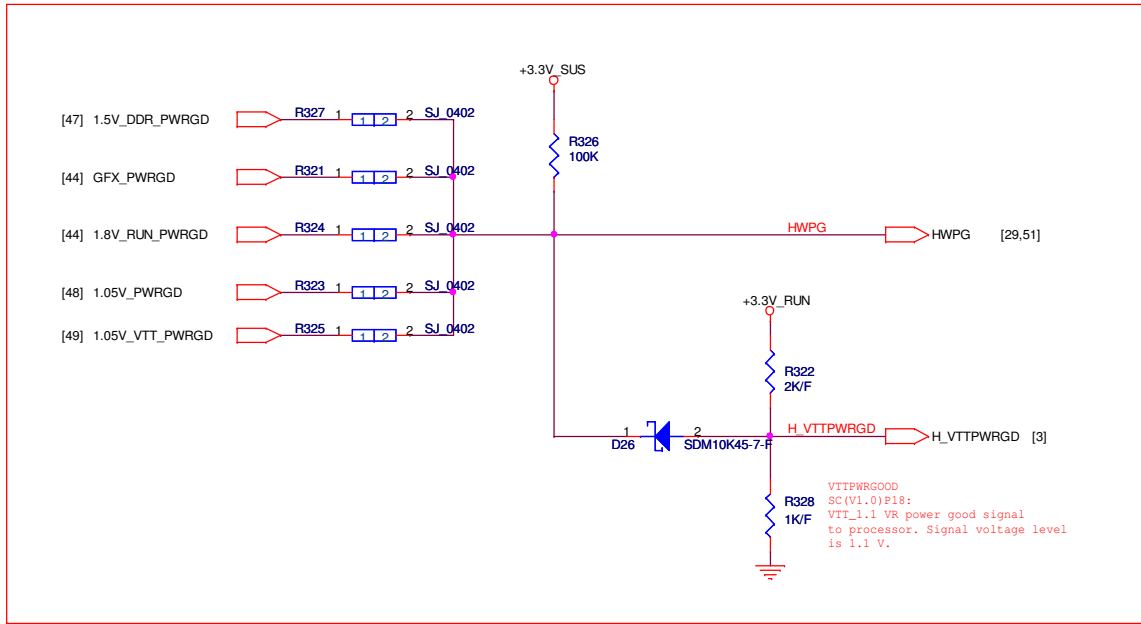 +3.3V_SUS
[47] 1.5V_DDR_PWRGD R327 1 1 2 2 SJ_0402
R326
100K
[44] GFX_PWRGD R321 1 1 2 2 SJ_0402
[44] 1.8V_RUN_PWRGD R324 1 1 2 2 SJ_0402 HWPG HWPG [29,51]
[48] 1.05V_PWRGD R323 1 1 2 2 SJ_0402
+3.3V_RUN
[49] 1.05V_VTT_PWRGD R325 1 1 2 2 SJ_0402
R322
2K/F
1 2 H_VTTPWRGD H_VTTPWRGD [3]
D26 SDM10K45-7-F
R328
1K/F
VTTPWRGOOD
SC(V1.0)P18:
VTT_1.1 VR power good signal
to processor. Signal voltage level
is 1.1 V.